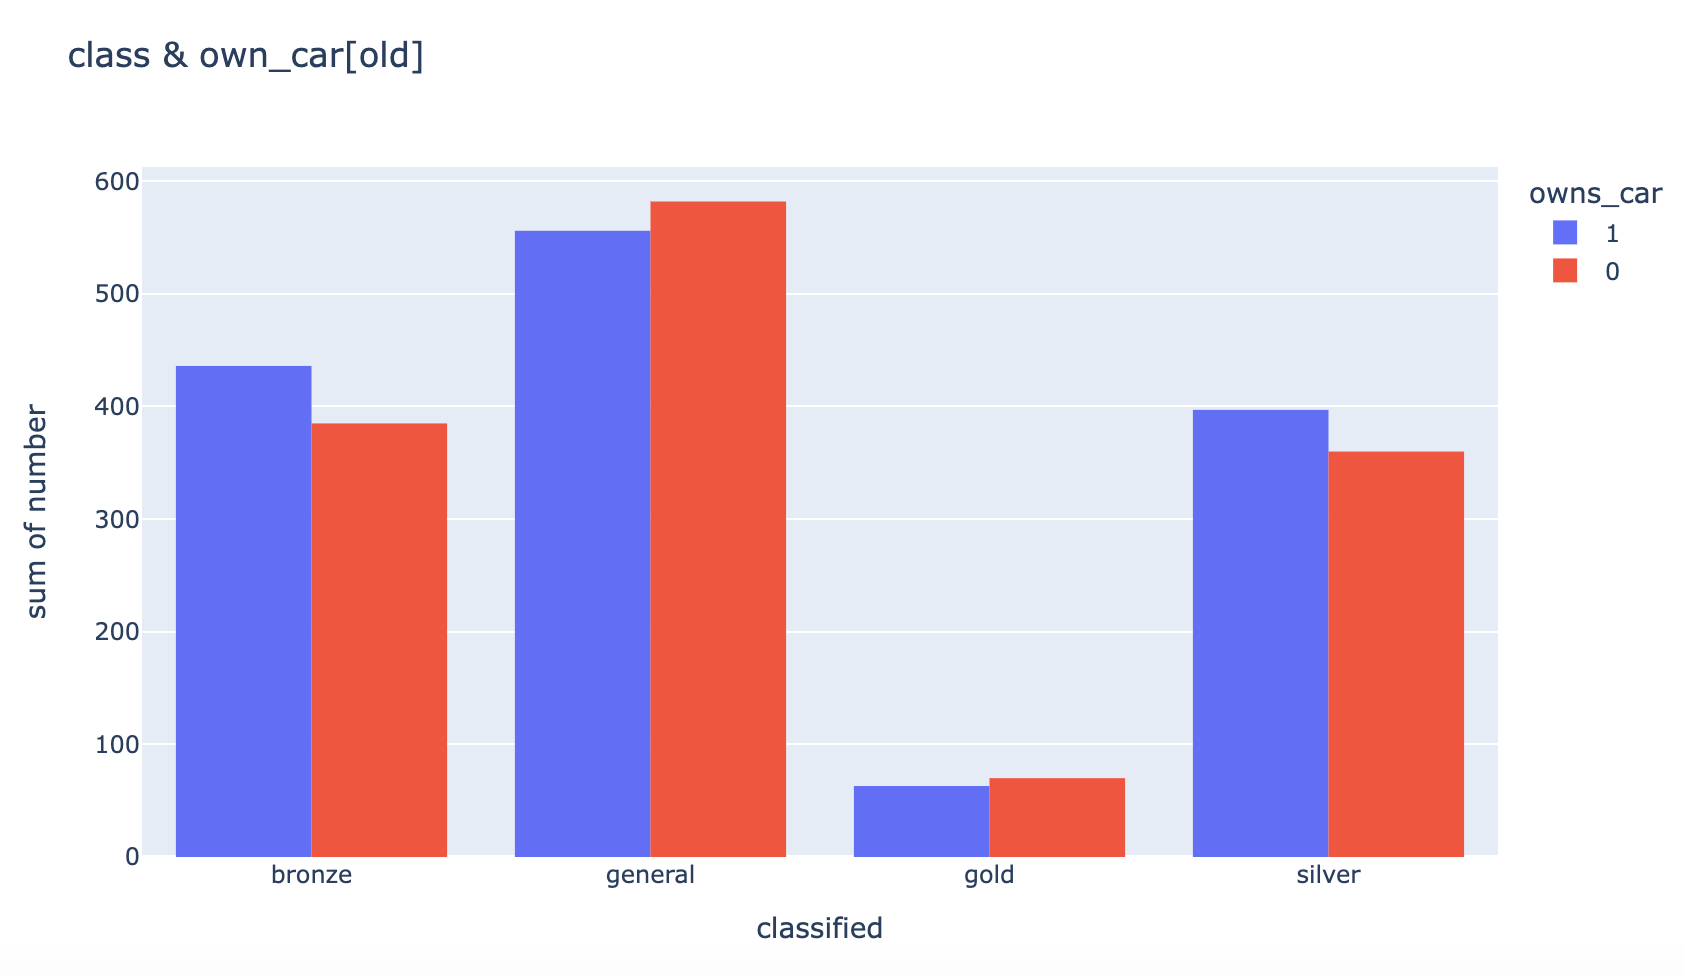 class & own_car[old]
600
500
400
300
200
100
0
sum of number
bronze
general
gold
silver
classified
owns_car
1
0